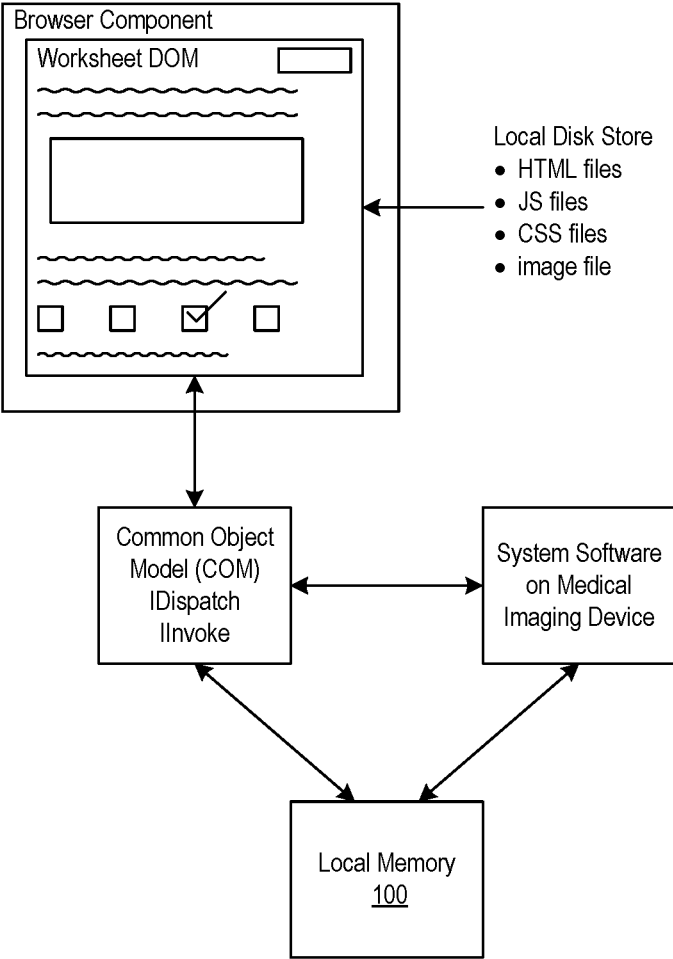 Browser Component
Worksheet DOM
Local Disk Store
• HTML files
• JS files
• CSS files
• image file
Common Object
Model (COM)
IDispatch
IInvoke
System Software
on Medical
Imaging Device
Local Memory
100